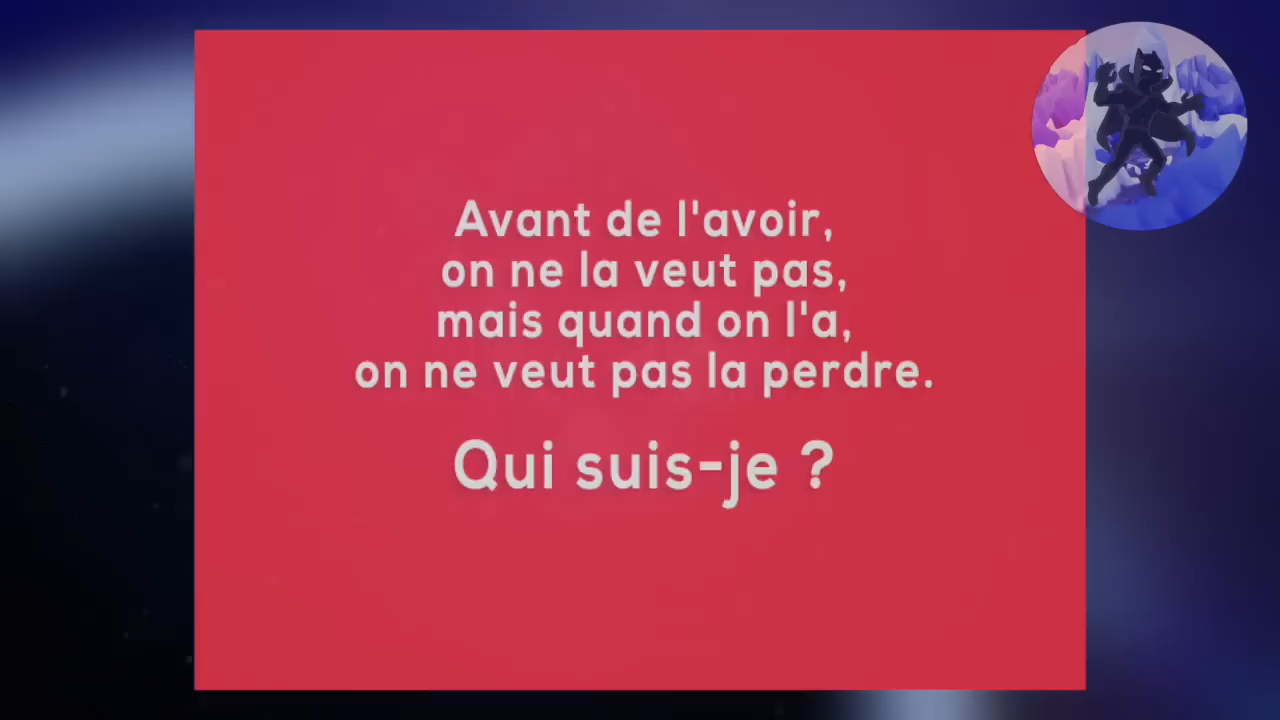 Avant de l'avoir,
on ne la veut pas,
mais quand on l'a,
on ne veut pas la perdre.
Qui suis-je ?